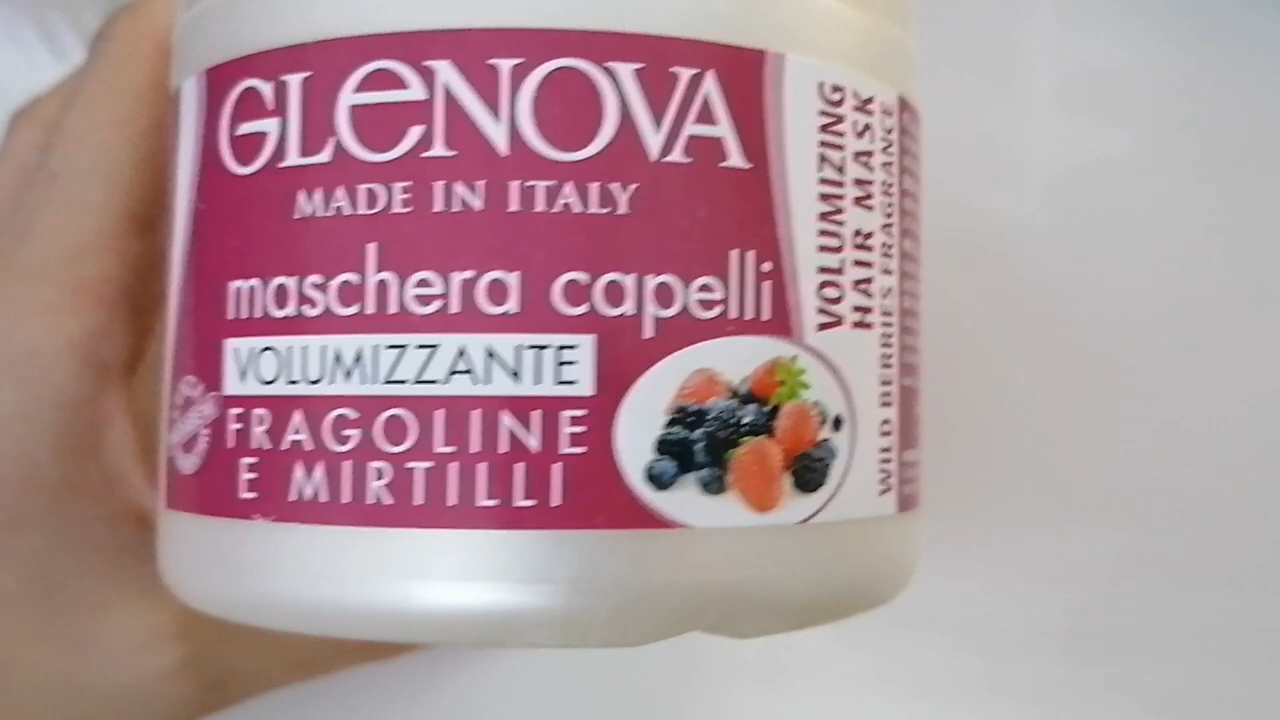 GLeNOVA
MADE IN ITALY
maschera capelli
VOLUMIZZANTE
FRAGOLINE
E MIRTILLI
VOLUMIZING
HAIR MASK
WILD BERRIES FRAGRANCE